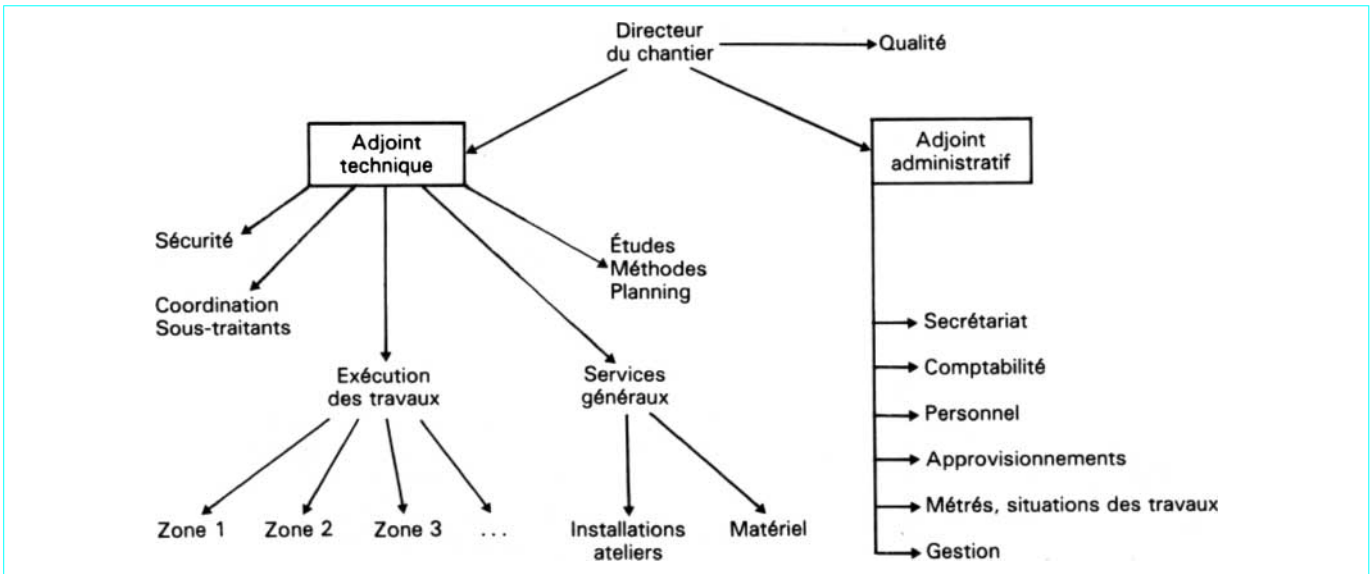 Directeur
du chantier
Qualité
Adjoint
technique
Adjoint
administratif
Sécurité
Études
Méthodes
Planning
Coordination
Sous-traitants
Secrétariat
Comptabilité
Exécution
des travaux
Services
généraux
Personnel
Approvisionnements
Métrés, situations des travaux
Zone 1
Zone 2
Zone 3
...
Installations
ateliers
Matériel
Gestion